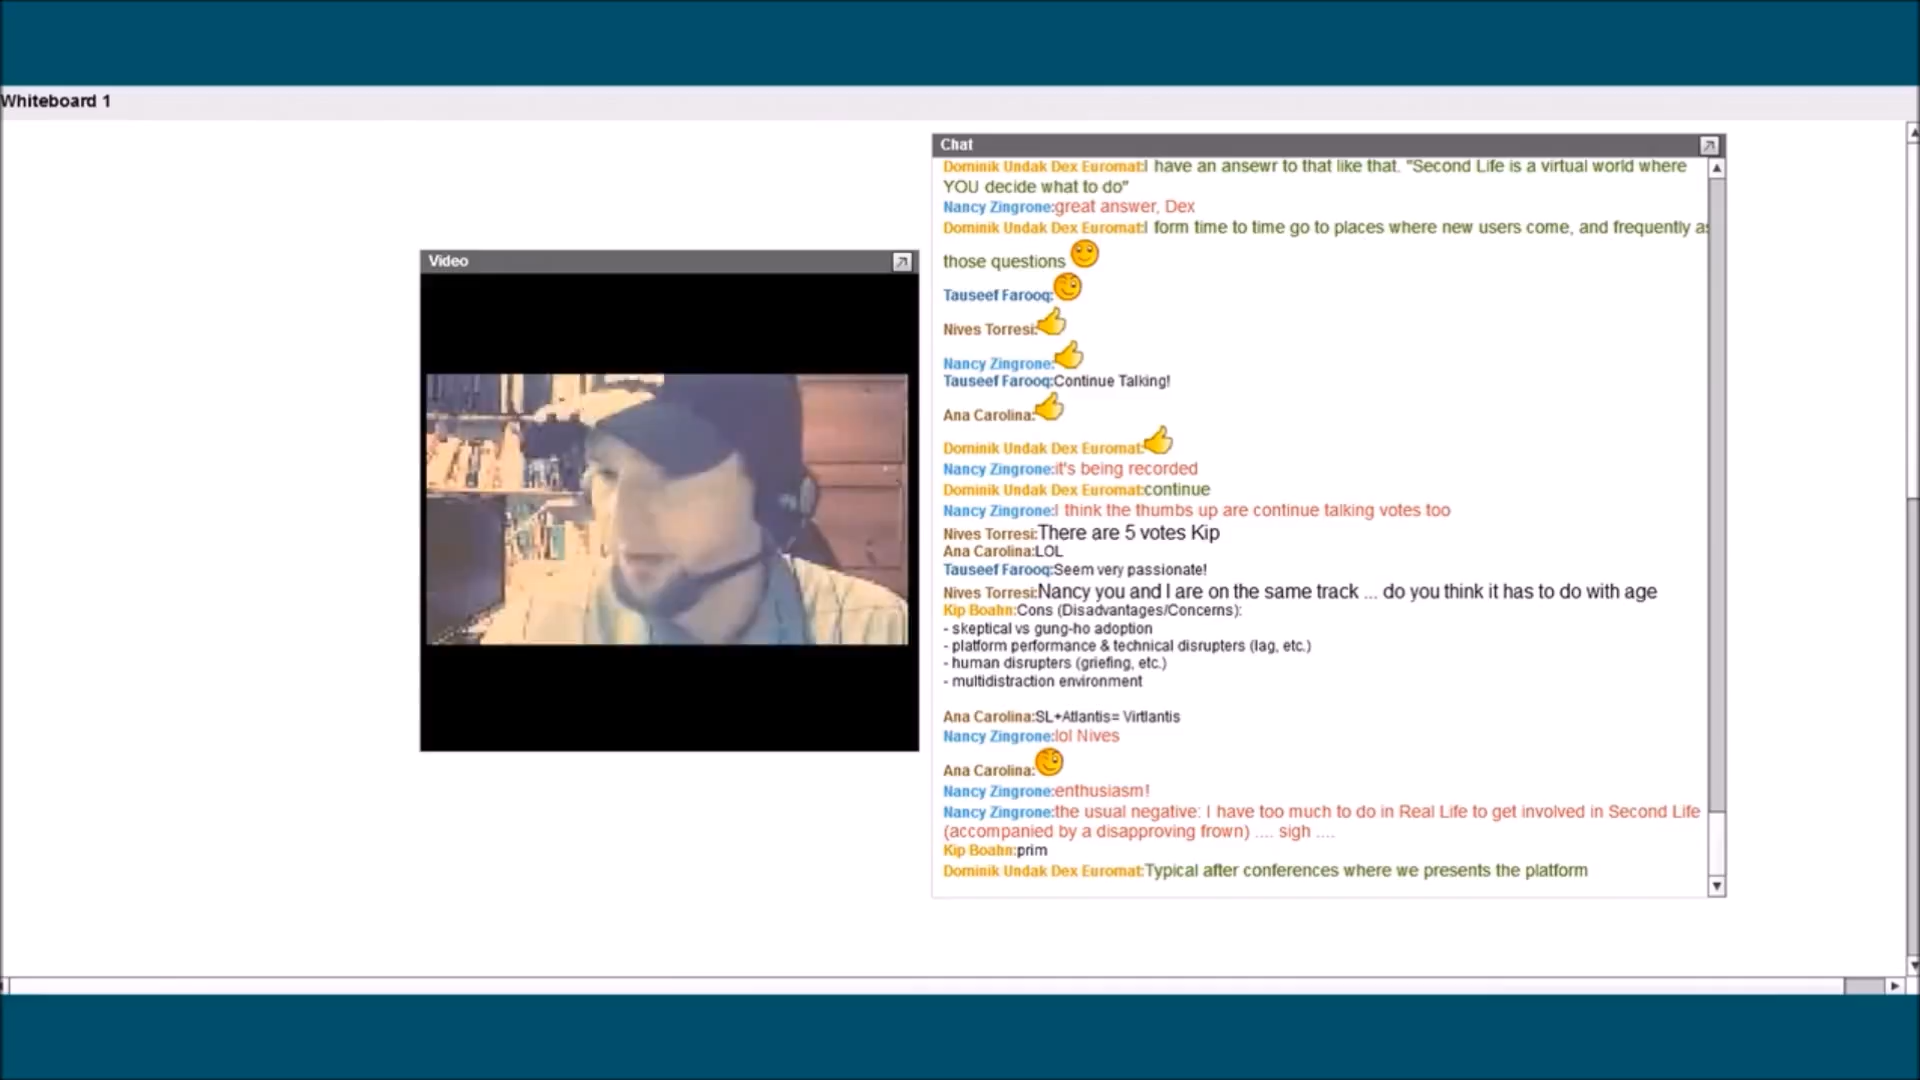 Whiteboard 1
Chat
Dominik Undak Dex Euromat:I have an ansewr to that like that. "Second Life is a virtual world where
YOU decide what to do"
Nancy Zingrone:great answer, Dex
Dominik Undak Dex Euromat:I form time to time go to places where new users come, and frequently as
those questions
Video
Tauseef Farooq:
Nives Torresi:
Nancy Zingrone:
Tauseef Farooq:Continue Talking!
Ana Carolina:
Dominik Undak Dex Euromat:
Nancy Zingrone:it's being recorded
Dominik Undak Dex Euromat:continue
Nancy Zingrone:I think the thumbs up are continue talking votes too
Nives Torresi:There are 5 votes Kip
Ana Carolina:LOL
Tauseef Farooq:Seem very passionate!
Nives Torresi:Nancy you and I are on the same track ... do you think it has to do with age
Kip Boahn:Cons (Disadvantages/Concerns):
- skeptical vs gung-ho adoption
- platform performance & technical disrupters (lag, etc.)
- human disrupters (griefing, etc.)
- multidistraction environment
Ana Carolina:SL+Atlantis= Virtlantis
Nancy Zingrone:lol Nives
Ana Carolina:
Nancy Zingrone:enthusiasm!
Nancy Zingrone:the usual negative: I have too much to do in Real Life to get involved in Second Life
(accompanied by a disapproving frown) .... sigh ....
Kip Boahn:prim
Dominik Undak Dex Euromat:Typical after conferences where we presents the platform